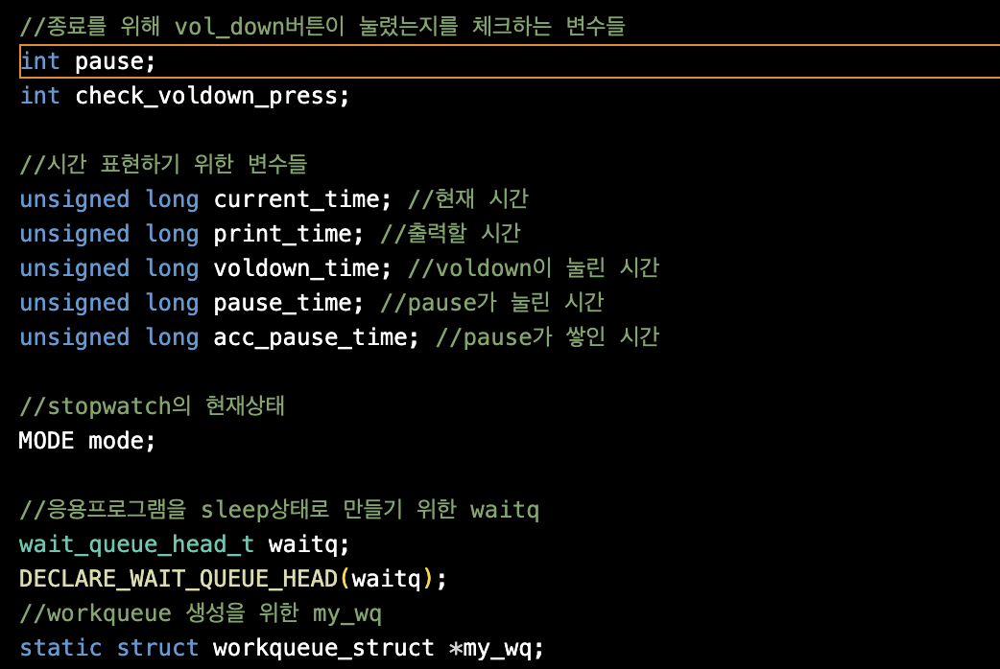 //종료를 위해 vol_down버튼이 눌렸는지를 체크하는 변수들
int pause;
int check_voldown_press;
//시간 표현하기 위한 변수들
unsigned long current_time; //현재 시간
unsigned long print_time; //출력할 시간
unsigned long voldown_time; //voldown이 눌린 시간
unsigned long pause_time; //pause가 눌린 시간
unsigned long acc_pause_time; //pause가 쌓인 시간
//stopwatch의 현재상태
MODE mode;
//응용프로그램을 sleep상태로 만들기 위한 waitq
wait_queue_head_t waitq;
DECLARE_WAIT_QUEUE_HEAD(waitq);
//workqueue 생성을 위한 my_wq
static struct workqueue_struct *my_wq;